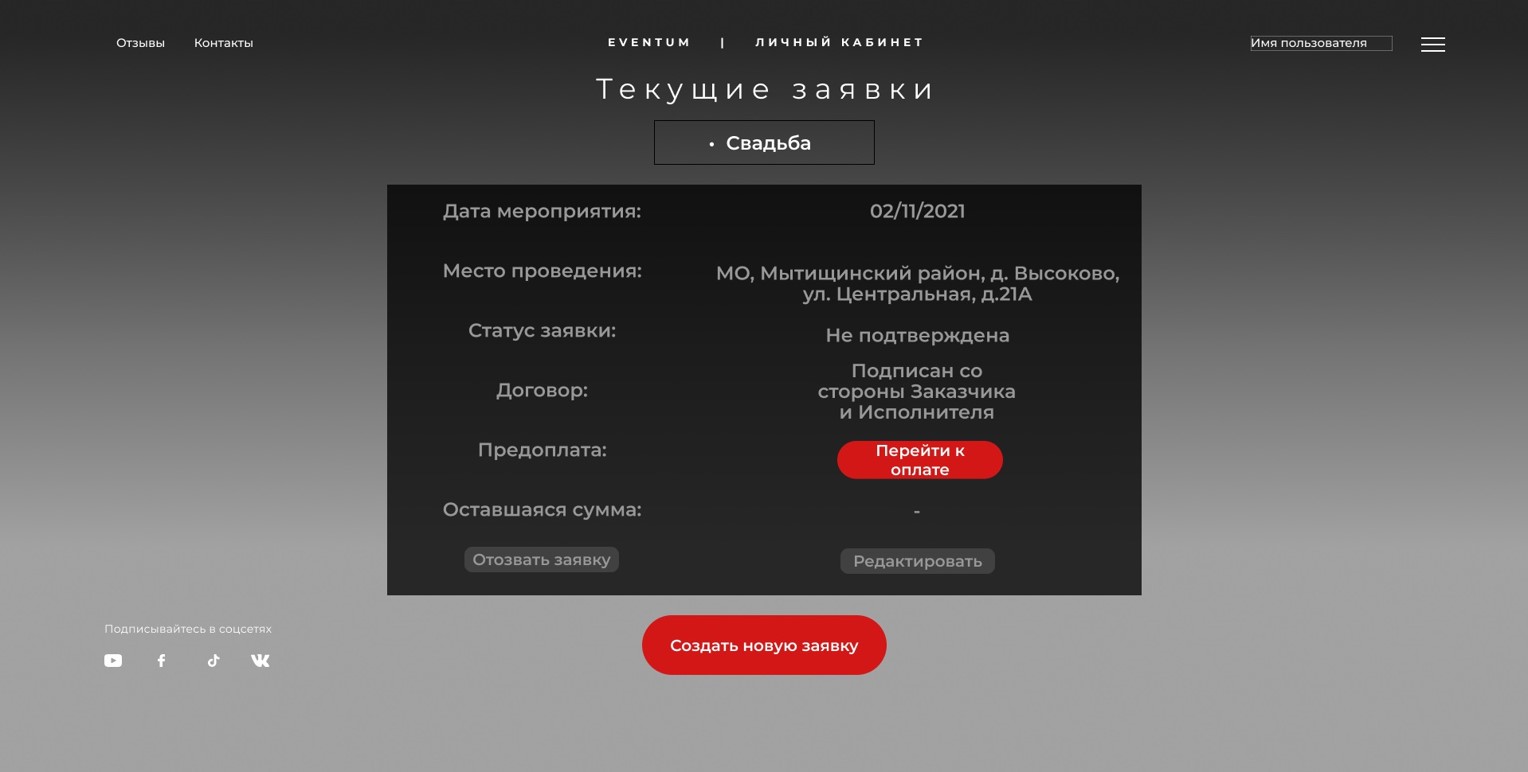 Отзывы
Контакты
EVENTUM | ЛИЧНЫЙ КАБИНЕТ
Имя пользователя
Текущие заявки
• Свадьба
Дата мероприятия:
02/11/2021
Место проведения:
МО, Мытищинский район, д. Высоково,
ул. Центральная, д.21А
Статус заявки:
Не подтверждена
Договор:
Подписан со
стороны Заказчика
и Исполнителя
Предоплата:
Перейти к
оплате
Оставшаяся сумма:
-
Отозвать заявку
Редактировать
Создать новую заявку
Подписывайтесь в соцсетях